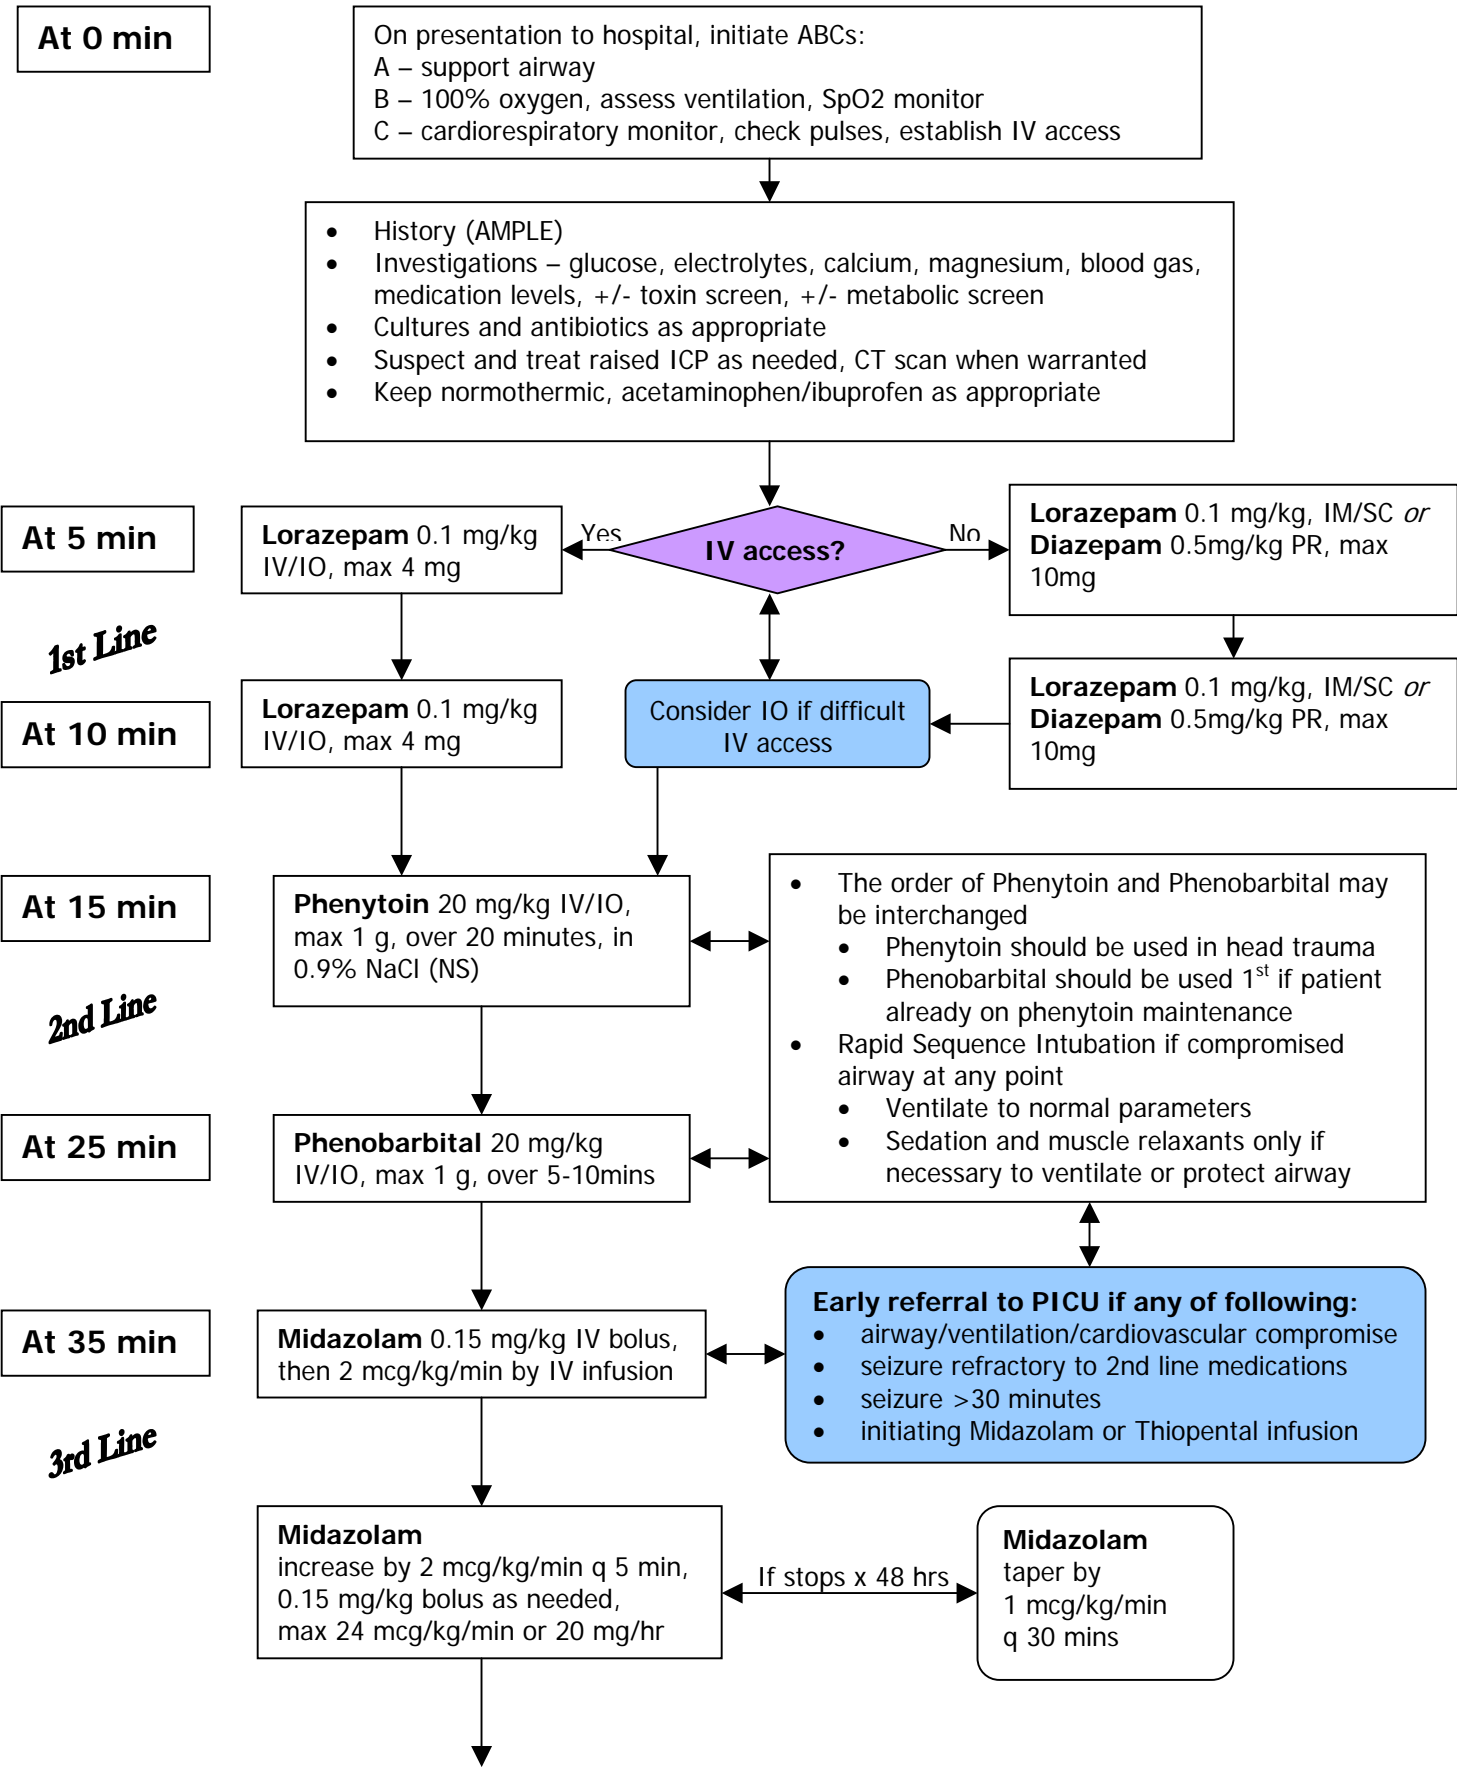 At 0 min
On presentation to hospital, initiate ABCs:
A – support airway
B – 100% oxygen, assess ventilation, SpO2 monitor
C – cardiorespiratory monitor, check pulses, establish IV access
• History (AMPLE)
• Investigations – glucose, electrolytes, calcium, magnesium, blood gas,
medication levels, +/- toxin screen, +/- metabolic screen
• Cultures and antibiotics as appropriate
• Suspect and treat raised ICP as needed, CT scan when warranted
• Keep normothermic, acetaminophen/ibuprofen as appropriate
At 5 min
Lorazepam 0.1 mg/kg
IV/IO, max 4 mg
Yes
IV access?
No
Lorazepam 0.1 mg/kg, IM/SC or
Diazepam 0.5mg/kg PR, max
10mg
1st Line
At 10 min
Lorazepam 0.1 mg/kg
IV/IO, max 4 mg
Consider IO if difficult
IV access
Lorazepam 0.1 mg/kg, IM/SC or
Diazepam 0.5mg/kg PR, max
10mg
At 15 min
Phenytoin 20 mg/kg IV/IO,
max 1 g, over 20 minutes, in
0.9% NaCl (NS)
• The order of Phenytoin and Phenobarbital may
be interchanged
• Phenytoin should be used in head trauma
• Phenobarbital should be used 1st if patient
already on phenytoin maintenance
• Rapid Sequence Intubation if compromised
airway at any point
• Ventilate to normal parameters
• Sedation and muscle relaxants only if
necessary to ventilate or protect airway
2nd Line
At 25 min
Phenobarbital 20 mg/kg
IV/IO, max 1 g, over 5-10mins
At 35 min
Midazolam 0.15 mg/kg IV bolus,
then 2 mcg/kg/min by IV infusion
Early referral to PICU if any of following:
• airway/ventilation/cardiovascular compromise
• seizure refractory to 2nd line medications
• seizure >30 minutes
• initiating Midazolam or Thiopental infusion
3rd Line
Midazolam
increase by 2 mcg/kg/min q 5 min,
0.15 mg/kg bolus as needed,
max 24 mcg/kg/min or 20 mg/hr
If stops x 48 hrs
Midazolam
taper by
1 mcg/kg/min
q 30 mins